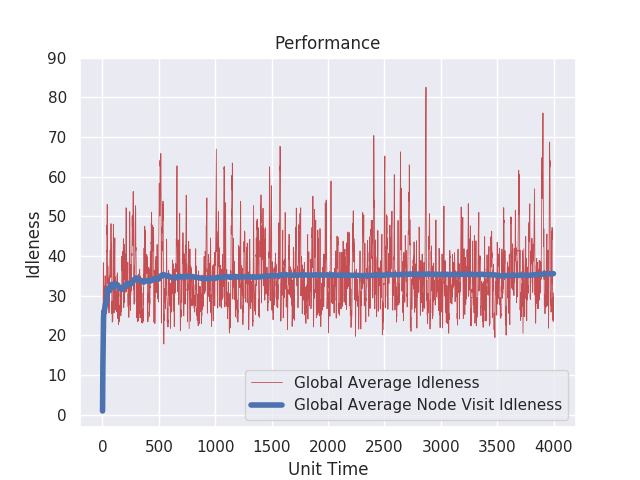 Performance
90
80
70
60
50
40
30
20
10
0
Idleness
Global Average Idleness
Global Average Node Visit Idleness
0 500 1000 1500 2000 2500 3000 3500 4000
Unit Time